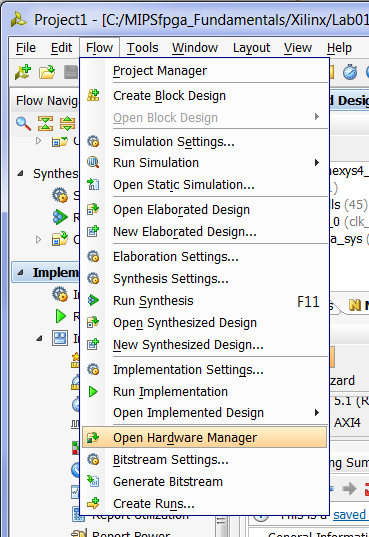 Project1 - [C:/MIPSfpga_Fundamentals/Xilinx/Lab01
File Edit Flow Tools Window Layout View Help
Project Manager
Create Block Design
Open Block Design
Simulation Settings...
Run Simulation
Open Static Simulation...
Open Elaborated Design
New Elaborated Design...
Elaboration Settings...
Synthesis Settings...
Run Synthesis F11
Open Synthesized Design
New Synthesized Design...
Implementation Settings...
Run Implementation
Open Implemented Design
Open Hardware Manager
Bitstream Settings...
Generate Bitstream
Create Runs...
Flow Naviga
Synthes
Implem
Report Utilization
Report Power
ed Desig
nexys4_
ls (45)
_0 (clk_
a_sys
N
zard
5.1 (R
AXI4
ng Sum
This is a saved
General Informati